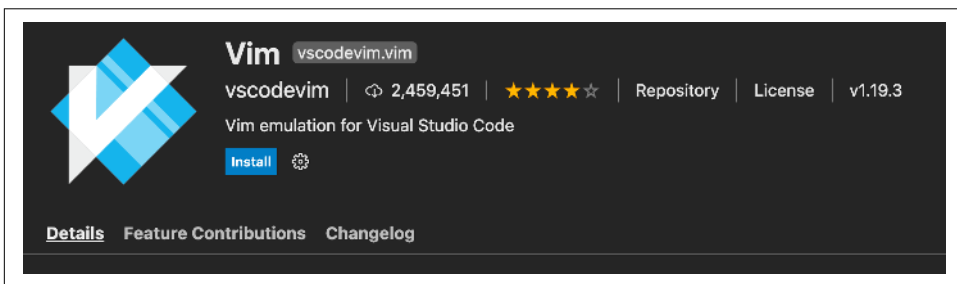 Vim vscodevim.vim
vscodevim 2,459,451 Repository License v1.19.3
Vim emulation for Visual Studio Code
Install
Details Feature Contributions Changelog